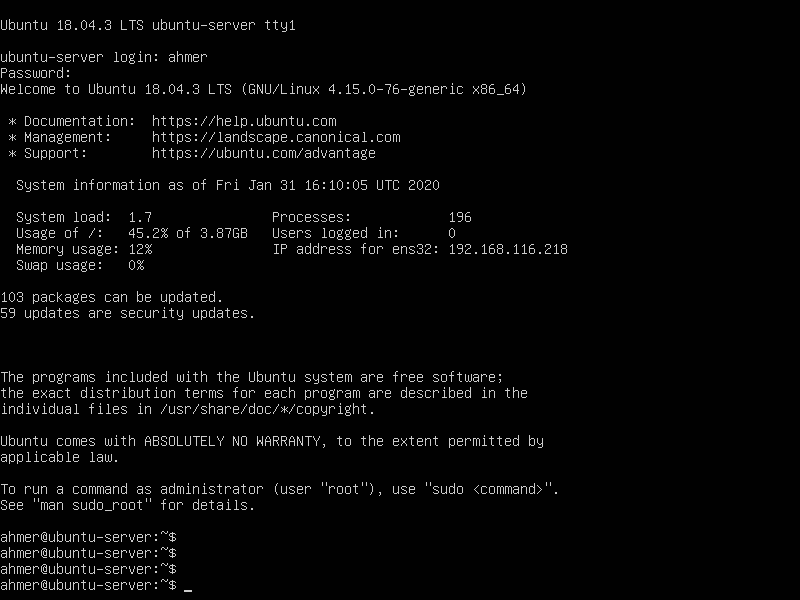 Ubuntu 18.04.3 LTS ubuntu-server tty1
ubuntu-server login: ahmer
Password:
Welcome to Ubuntu 18.04.3 LTS (GNU/Linux 4.15.0-76-generic x86_64)
* Documentation:  https://help.ubuntu.com
* Management:     https://landscape.canonical.com
* Support:        https://ubuntu.com/advantage
System information as of Fri Jan 31 16:10:05 UTC 2020
System load:  1.7               Processes:            196
Usage of /:   45.2% of 3.87GB   Users logged in:      0
Memory usage: 12%               IP address for ens32: 192.168.116.218
Swap usage:   0%
103 packages can be updated.
59 updates are security updates.
The programs included with the Ubuntu system are free software;
the exact distribution terms for each program are described in the
individual files in /usr/share/doc/*/copyright.
Ubuntu comes with ABSOLUTELY NO WARRANTY, to the extent permitted by
applicable law.
To run a command as administrator (user "root"), use "sudo <command>".
See "man sudo_root" for details.
ahmer@ubuntu-server:~$
ahmer@ubuntu-server:~$
ahmer@ubuntu-server:~$
ahmer@ubuntu-server:~$ _